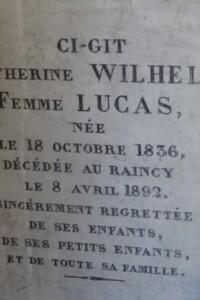 CI-GIT
THERINE WILHEL
FEMME LUCAS,
NÉE
LE 18 OCTOBRE 1836,
DÉCÉDÉE AU RAINCY
LE 8 AVRIL 1892.
SINCÈREMENT REGRETTÉE
DE SES ENFANTS,
DE SES PETITS ENFANTS,
ET DE TOUTE SA FAMILLE.